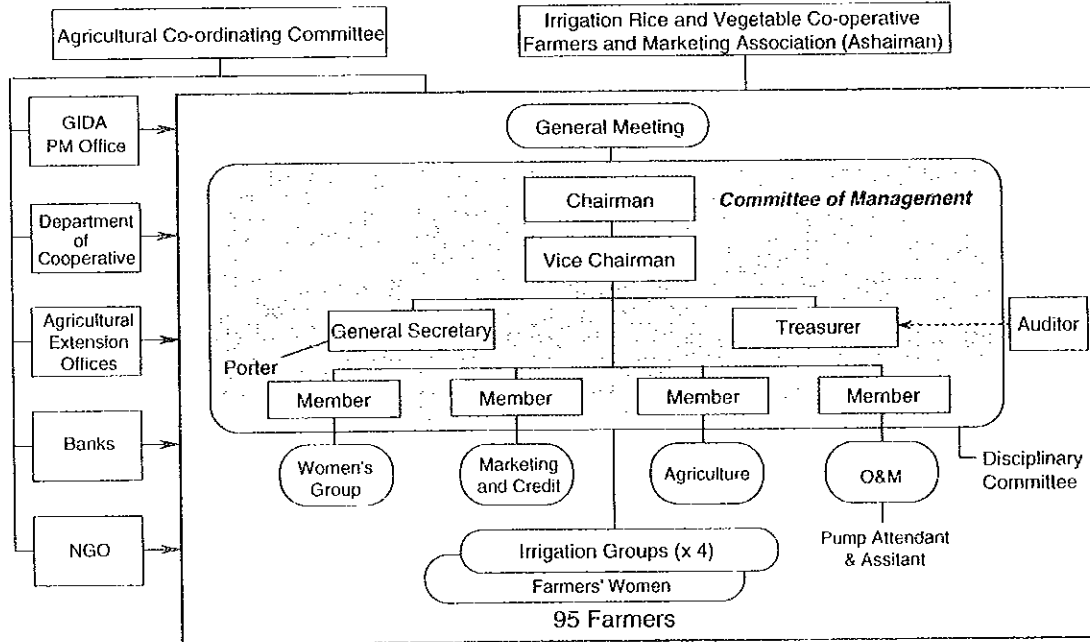 Agricultural Co-ordinating Committee
Irrigation Rice and Vegetable Co-operative
Farmers and Marketing Association (Ashaiman)
GIDA
PM Office
Department
of
Cooperative
Agricultural
Extension
Offices
Banks
NGO
General Meeting
Committee of Management
Chairman
Vice Chairman
General Secretary
Treasurer
Auditor
Porter
Member
Member
Member
Member
Women's
Group
Marketing
and Credit
Agriculture
O&M
Disciplinary
Committee
Pump Attendant
& Assitant
Irrigation Groups (x 4)
Farmers' Women
95 Farmers